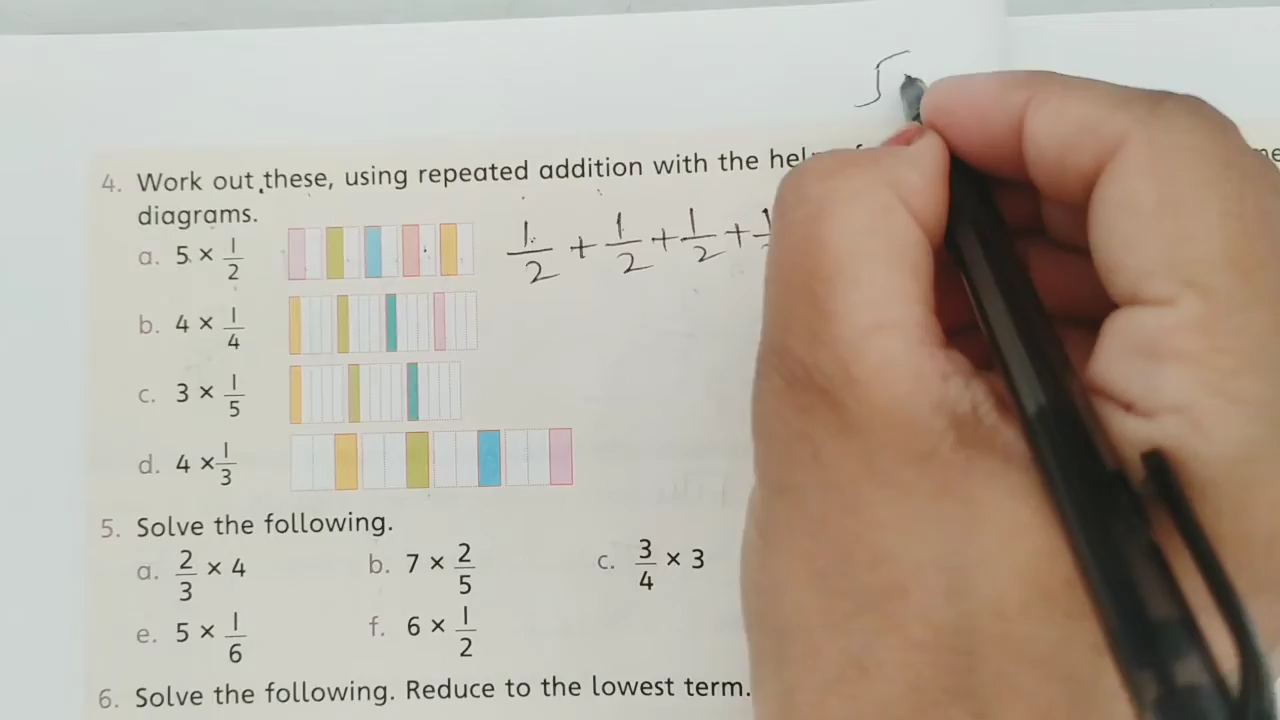 5
4. Work out these, using repeated addition with the help
diagrams.
a. 5 × 1/2
1/2 + 1/2 + 1/2 +
b. 4 × 1/4
c. 3 × 1/5
d. 4 × 1/3
5. Solve the following.
a. 2/3 × 4 b. 7 × 2/5 c. 3/4 × 3
e. 5 × 1/6 f. 6 × 1/2
6. Solve the following. Reduce to the lowest term.